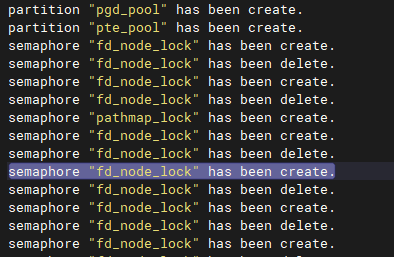 partition "pgd_pool" has been create.
partition "pte_pool" has been create.
semaphore "fd_node_lock" has been create.
semaphore "fd_node_lock" has been delete.
semaphore "fd_node_lock" has been create.
semaphore "fd_node_lock" has been delete.
semaphore "pathmap_lock" has been create.
semaphore "fd_node_lock" has been create.
semaphore "fd_node_lock" has been delete.
semaphore "fd_node_lock" has been create.
semaphore "fd_node_lock" has been delete.
semaphore "fd_node_lock" has been create.
semaphore "fd_node_lock" has been delete.
semaphore "fd_node_lock" has been create.